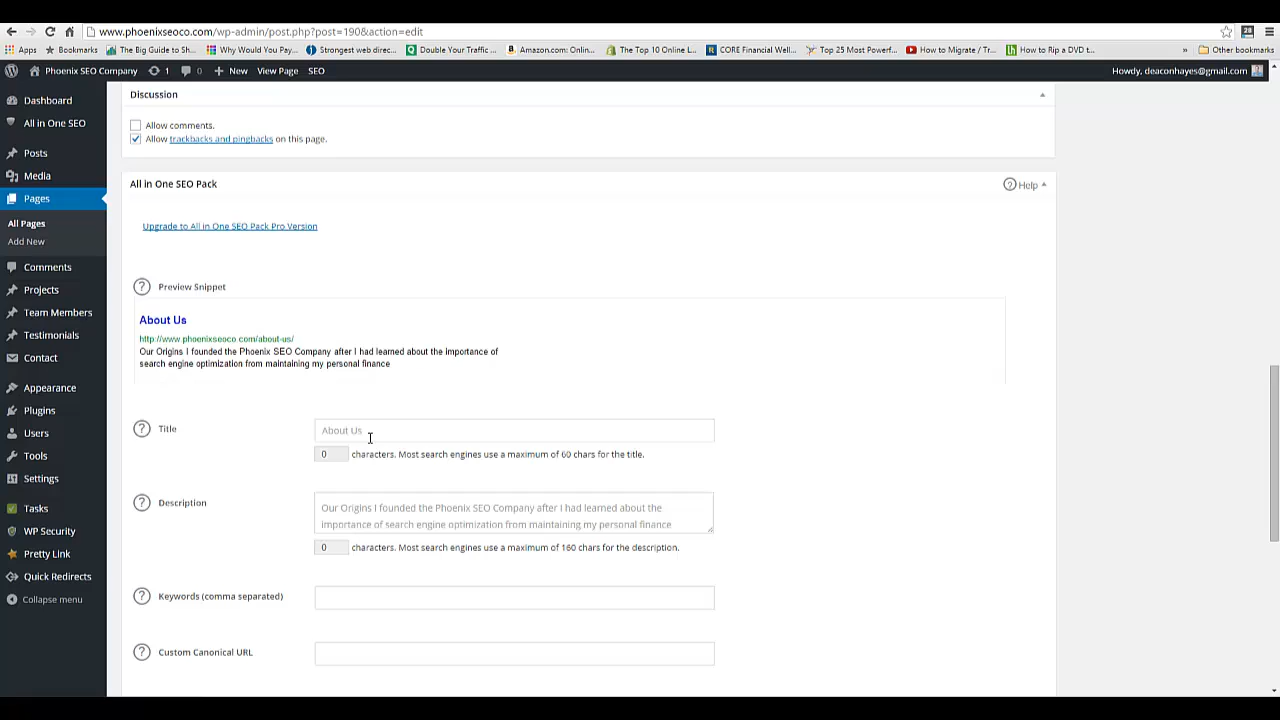 www.phoenixseoco.com/wp-admin/post.php?post=190&action=edit
Apps Bookmarks The Big Guide to Sh... Why Would You Pay... Strongest web direc... Double Your Traffic ... Amazon.com: Onlin... The Top 10 Online L... CORE Financial Well... Top 25 Most Powerf... How to Migrate / Tr... How to Rip a DVD t... » Other bookmarks
Phoenix SEO Company 1 0 + New View Page SEO Howdy, deaconhayes@gmail.com
Dashboard
All in One SEO
Posts
Media
Pages
All Pages
Add New
Comments
Projects
Team Members
Testimonials
Contact
Appearance
Plugins
Users
Tools
Settings
Tasks
WP Security
Pretty Link
Quick Redirects
Collapse menu
Discussion
Allow comments.
Allow trackbacks and pingbacks on this page.
All in One SEO Pack
? Help
Upgrade to All in One SEO Pack Pro Version
? Preview Snippet
About Us
http://www phoenixseoco com/about-us/
Our Origins I founded the Phoenix SEO Company after I had learned about the importance of
search engine optimization from maintaining my personal finance
? Title
About Us
0 characters. Most search engines use a maximum of 60 chars for the title.
? Description
Our Origins I founded the Phoenix SEO Company after I had learned about the
importance of search engine optimization from maintaining my personal finance
0 characters. Most search engines use a maximum of 160 chars for the description.
? Keywords (comma separated)
? Custom Canonical URL